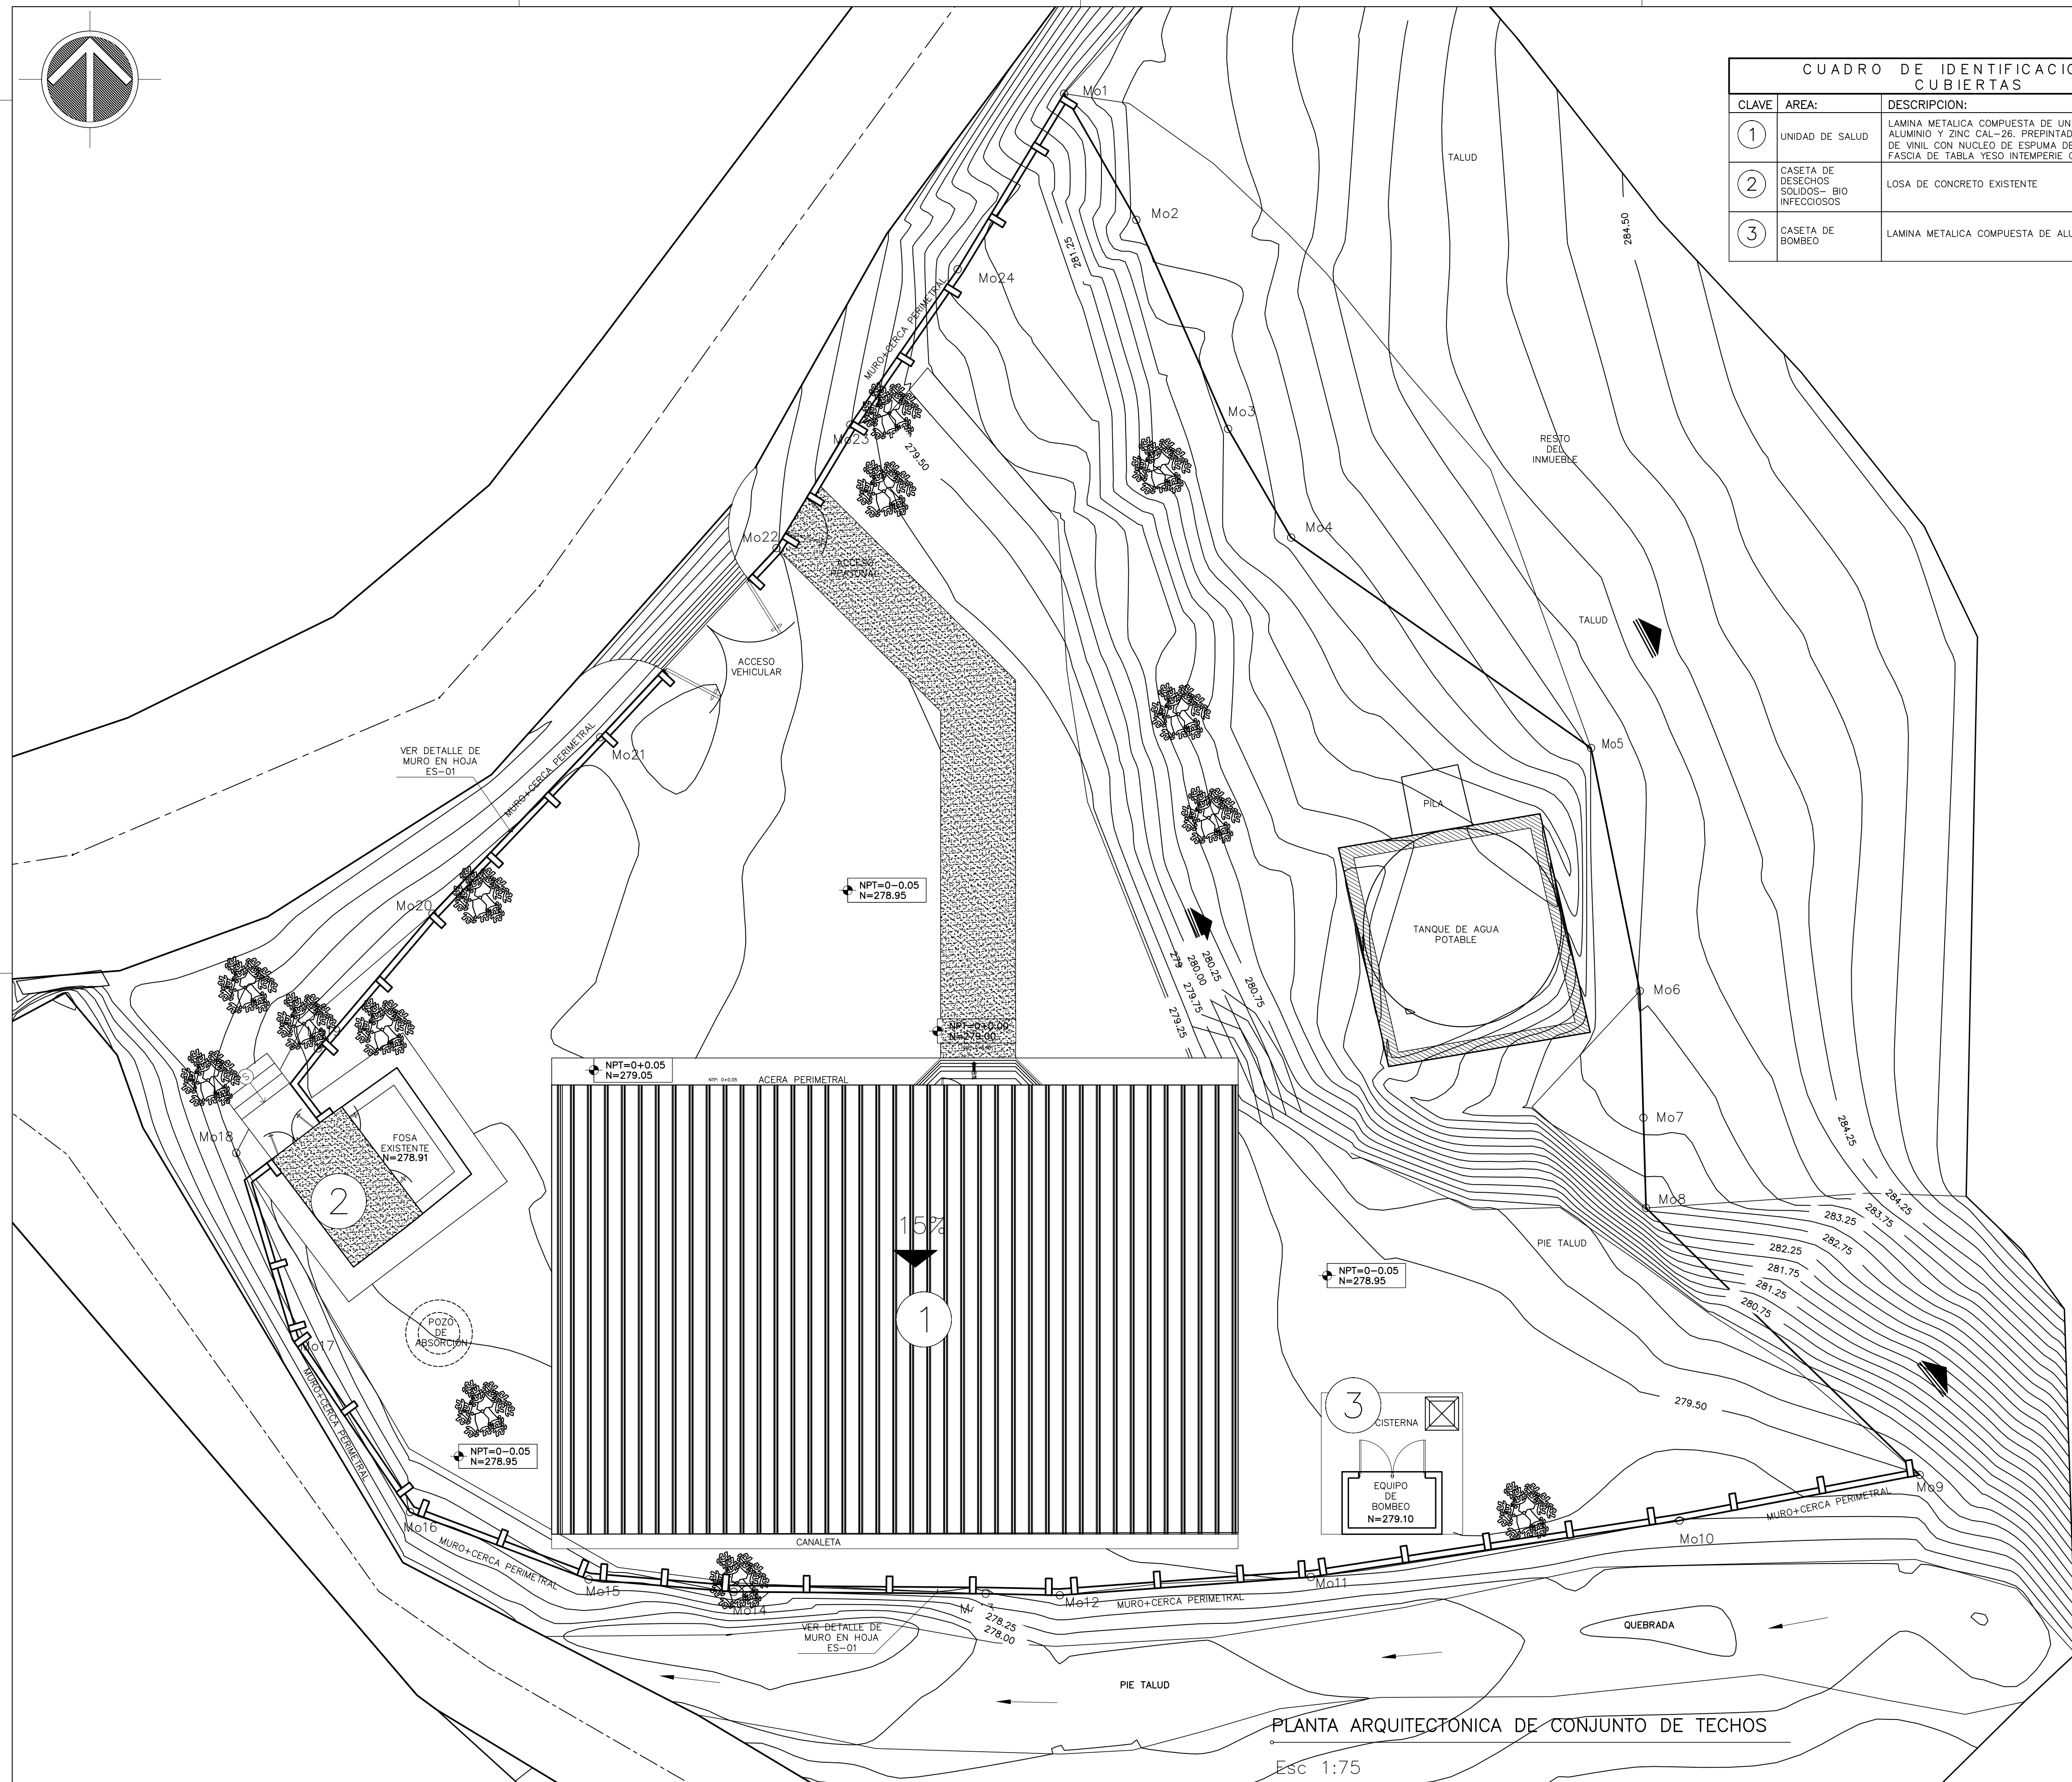 CUADRO DE IDENTIFICACIO
CUBIERTAS
CLAVE AREA: DESCRIPCION:
1 UNIDAD DE SALUD
LAMINA METALICA COMPUESTA DE UN
ALUMINIO Y ZINC CAL-26. PREPINTAD
DE VINIL CON NUCLEO DE ESPUMA DE
FASCIA DE TABLA YESO INTEMPERIE
2
CASETA DE
DESECHOS
SOLIDOS- BIO
INFECCIOSOS
LOSA DE CONCRETO EXISTENTE
3
CASETA DE
BOMBEO
LAMINA METALICA COMPUESTA DE ALU
Mo1
Mo2
Mo24
Mo3
Mo23
Mo4
Mo22
Mo5
Mo21
Mo20
Mo6
Mo7
Mo18
Mo8
Mo17
Mo9
Mo16
Mo10
Mo15
Mo11
Mo14
Mo12
TALUD
284.50
281.25
MURO+CERCA PERIMETRAL
279.50
RESTO
DEL
INMUEBLE
TALUD
ACCESO
PEATONAL
ACCESO
VEHICULAR
VER DETALLE DE
MURO EN HOJA
ES-01
MURO+CERCA PERIMETRAL
PILA
TANQUE DE AGUA
POTABLE
NPT=0-0.05
N=278.95
279
280.00
280.25
279.75
280.75
279.25
NPT=0+0.00
N=279.00
NPT=0+0.05
N=279.05
NTP: 0+0.05
ACERA PERIMETRAL
S
FOSA
EXISTENTE
N=278.91
2
15%
1
284.25
284.25
283.75
283.25
282.75
282.25
281.75
281.25
280.75
PIE TALUD
NPT=0-0.05
N=278.95
POZO
DE
ABSORCIÓN
MURO+CERCA PERIMETRAL
NPT=0-0.05
N=278.95
279.50
3
CISTERNA
EQUIPO
DE
BOMBEO
N=279.10
CANALETA
MURO+CERCA PERIMETRAL
MURO+CERCA PERIMETRAL
MURO+CERCA PERIMETRAL
278.25
278.00
VER DETALLE DE
MURO EN HOJA
ES-01
QUEBRADA
PIE TALUD
PLANTA ARQUITECTONICA DE CONJUNTO DE TECHOS
Esc 1:75